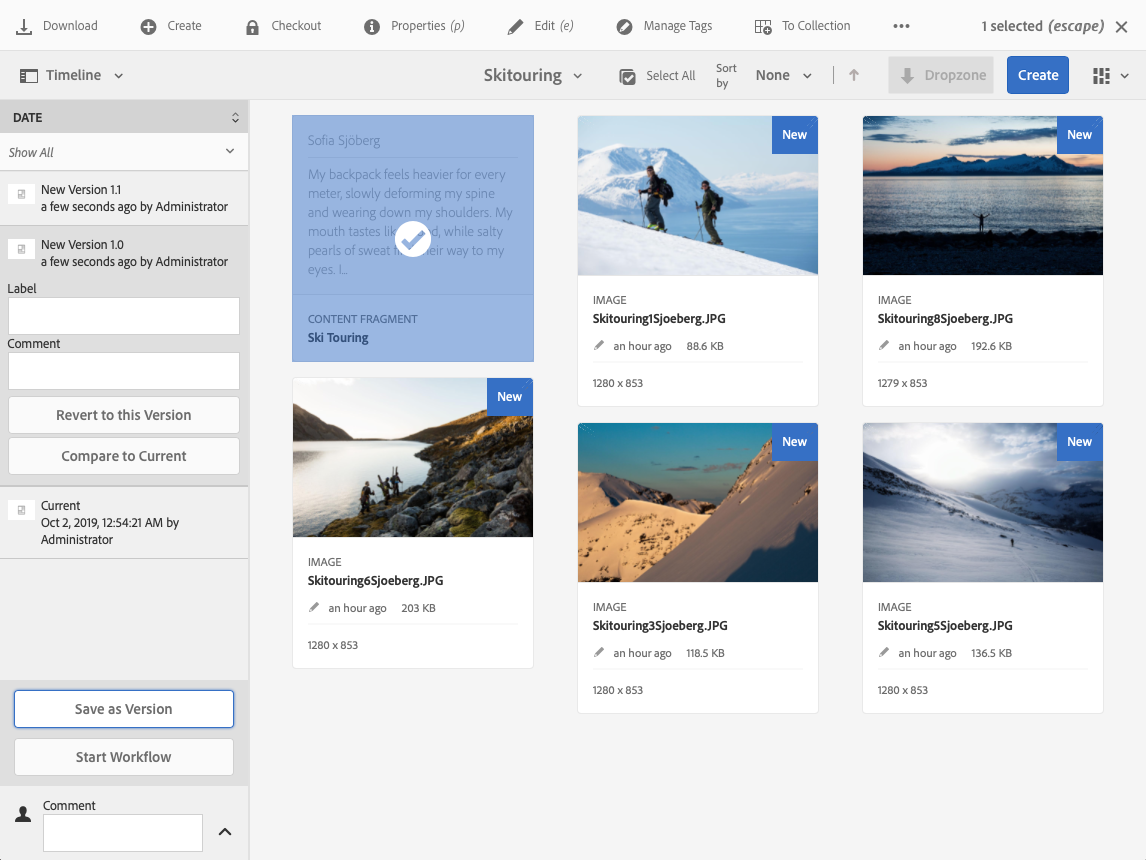 Download
Create
Checkout
Properties (p)
Edit (e)
Manage Tags
To Collection
1 selected (escape)
Timeline
Skitouring
Select All
Sort
by
None
Dropzone
Create
DATE
Show All
New Version 1.1
a few seconds ago by Administrator
New Version 1.0
a few seconds ago by Administrator
Label
Comment
Revert to this Version
Compare to Current
Current
Oct 2, 2019, 12:54:21 AM by
Administrator
Save as Version
Start Workflow
Comment
Sofia Sjöberg
My backpack feels heavier for every
meter, slowly deforming my spine
and wearing down my shoulders. My
mouth tastes while salty
pearls of sweat their way to my
eyes. I...
CONTENT FRAGMENT
Ski Touring
New
IMAGE
Skitouring1Sjoeberg.JPG
an hour ago 88.6 KB
1280 x 853
New
IMAGE
Skitouring8Sjoeberg.JPG
an hour ago 192.6 KB
1279 x 853
New
IMAGE
Skitouring6Sjoeberg.JPG
an hour ago 203 KB
1280 x 853
New
IMAGE
Skitouring3Sjoeberg.JPG
an hour ago 118.5 KB
1280 x 853
New
IMAGE
Skitouring5Sjoeberg.JPG
an hour ago 136.5 KB
1280 x 853